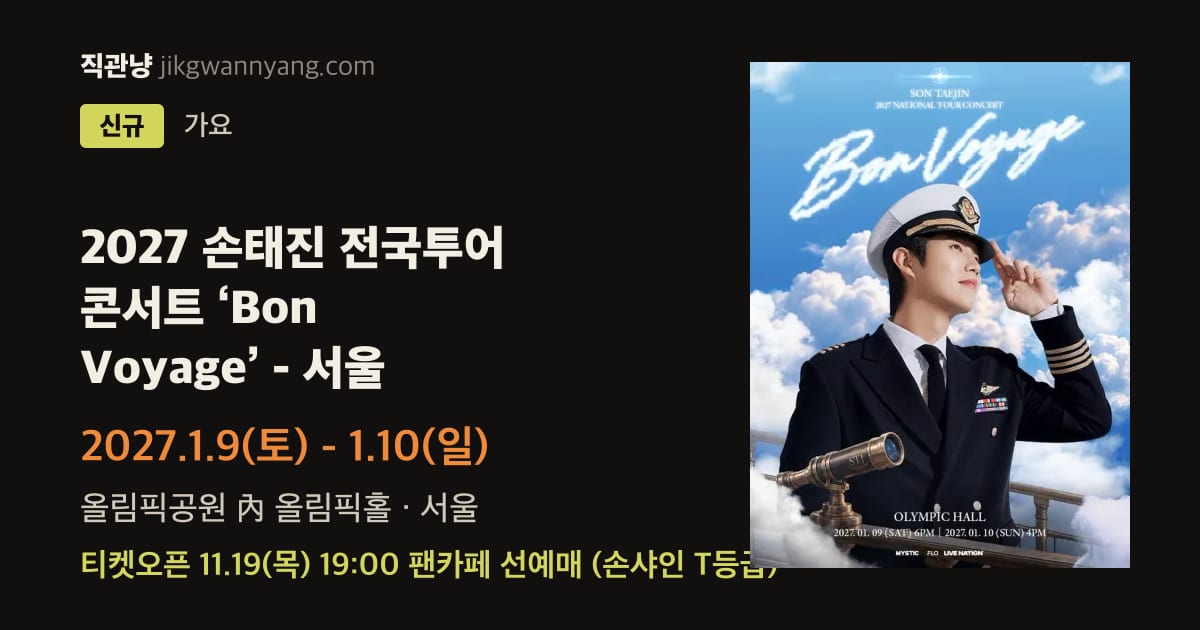 직관냥 jikgwannyang.com
신규 가요
2027 손태진 전국투어
콘서트 ‘Bon
Voyage’ - 서울
2027.1.9(토) - 1.10(일)
올림픽공원 內 올림픽홀 · 서울
티켓오픈 11.19(목) 19:00 팬카페 선예매 (손샤인 T등급)
SON TAEJIN
2027 NATIONAL TOUR CONCERT
Bon Voyage
STJ
OLYMPIC HALL
2027. 01. 09 (SAT) 6PM | 2027. 01. 10 (SUN) 4PM
MYSTIC FLO LIVE NATION